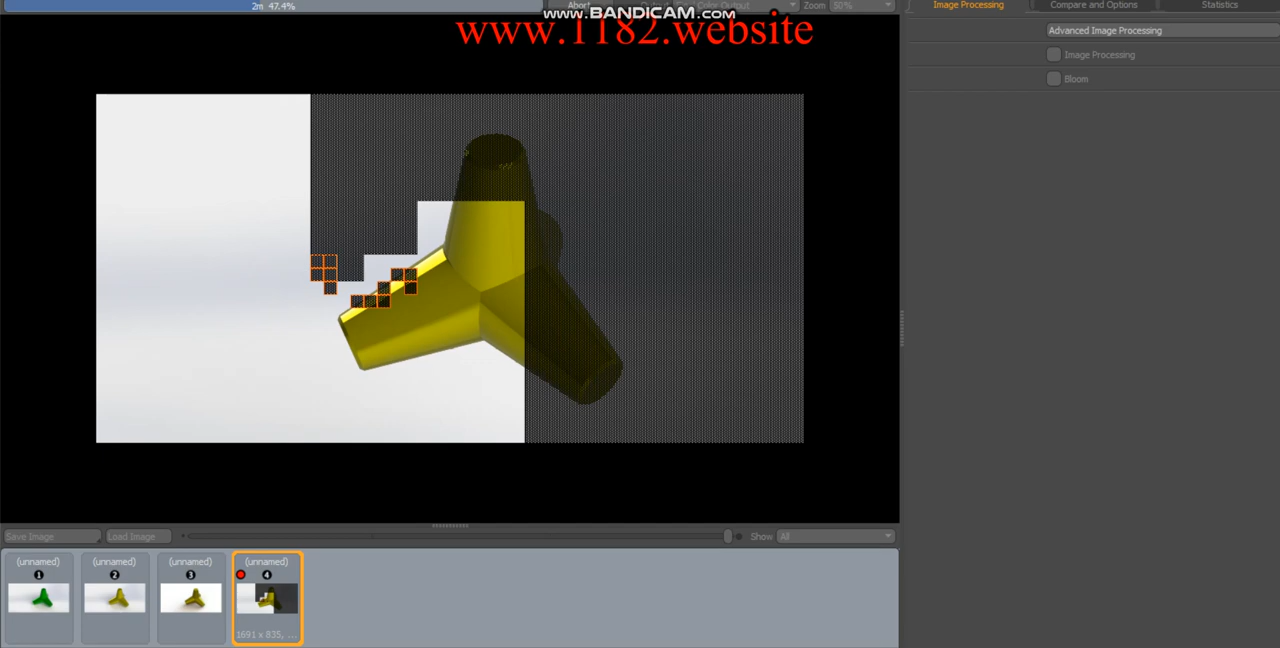 2m 47.4%
Abort
Output
Color Output
Zoom
50%
www.BANDICAM.com
www.1182.website
Image Processing
Compare and Options
Statistics
Advanced Image Processing
Image Processing
Bloom
Save Image
Load Image
Show
All
(unnamed)
(unnamed)
(unnamed)
(unnamed)
1
2
3
4
1691 x 835, ...